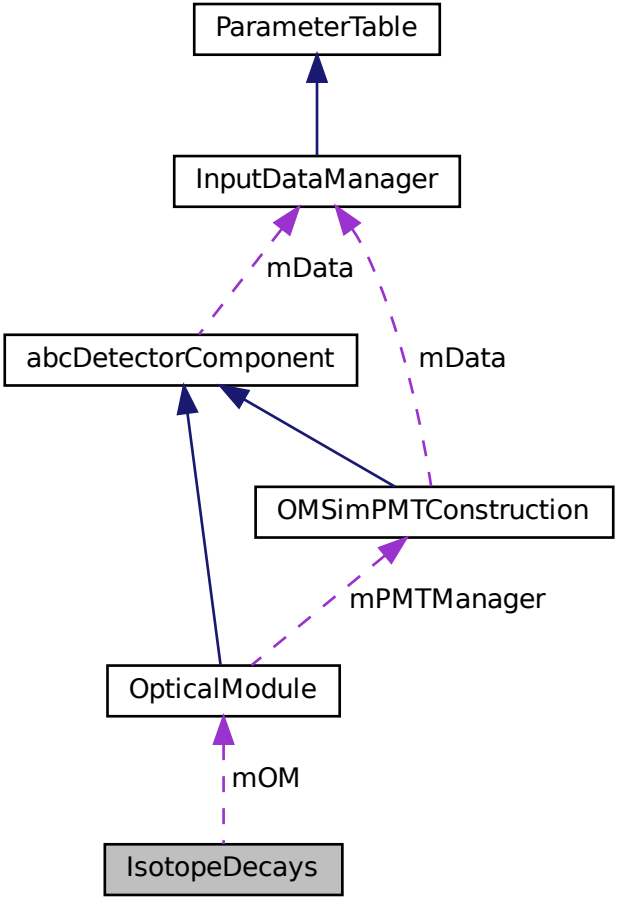 ParameterTable
InputDataManager
mData
abcDetectorComponent
mData
OMSimPMTConstruction
mPMTManager
OpticalModule
mOM
IsotopeDecays